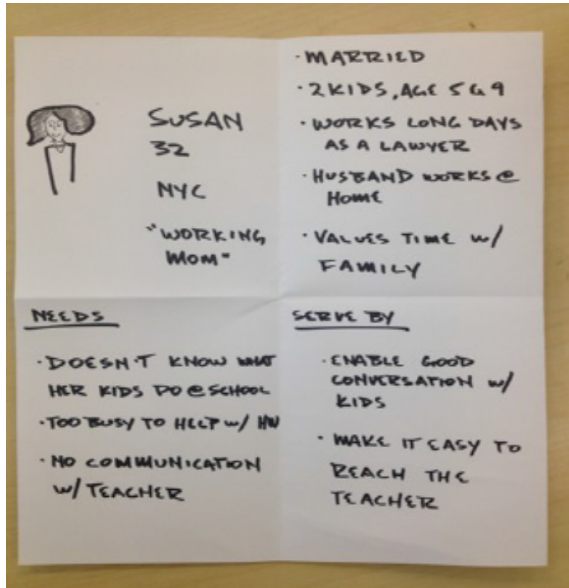 SUSAN
32
NYC
"WORKING
MOM"
· MARRIED
· 2 KIDS, AGE 5 & 9
· WORKS LONG DAYS
AS A LAWYER
· HUSBAND WORKS @
HOME
· VALUES TIME W/
FAMILY
NEEDS
· DOESN'T KNOW WHAT
HER KIDS DO @ SCHOOL
· TOO BUSY TO HELP W/ HW
· NO COMMUNICATION
W/ TEACHER
SERVE BY
· ENABLE GOOD
CONVERSATION W/
KIDS
· MAKE IT EASY TO
REACH THE
TEACHER